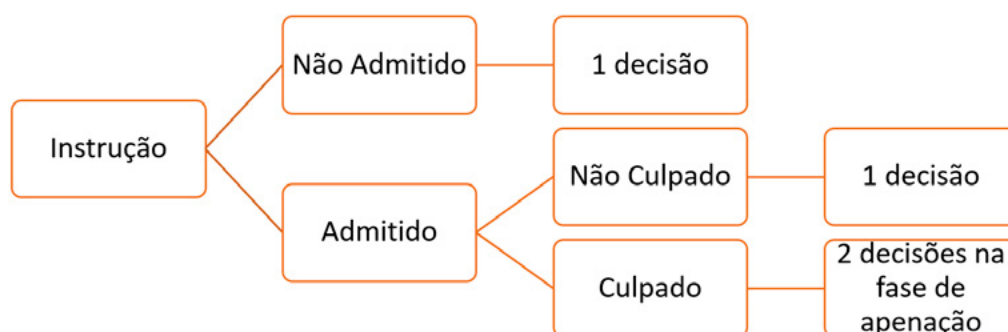 Instrução
Não Admitido
1 decisão
Admitido
Não Culpado
1 decisão
Culpado
2 decisões na
fase de
apenação